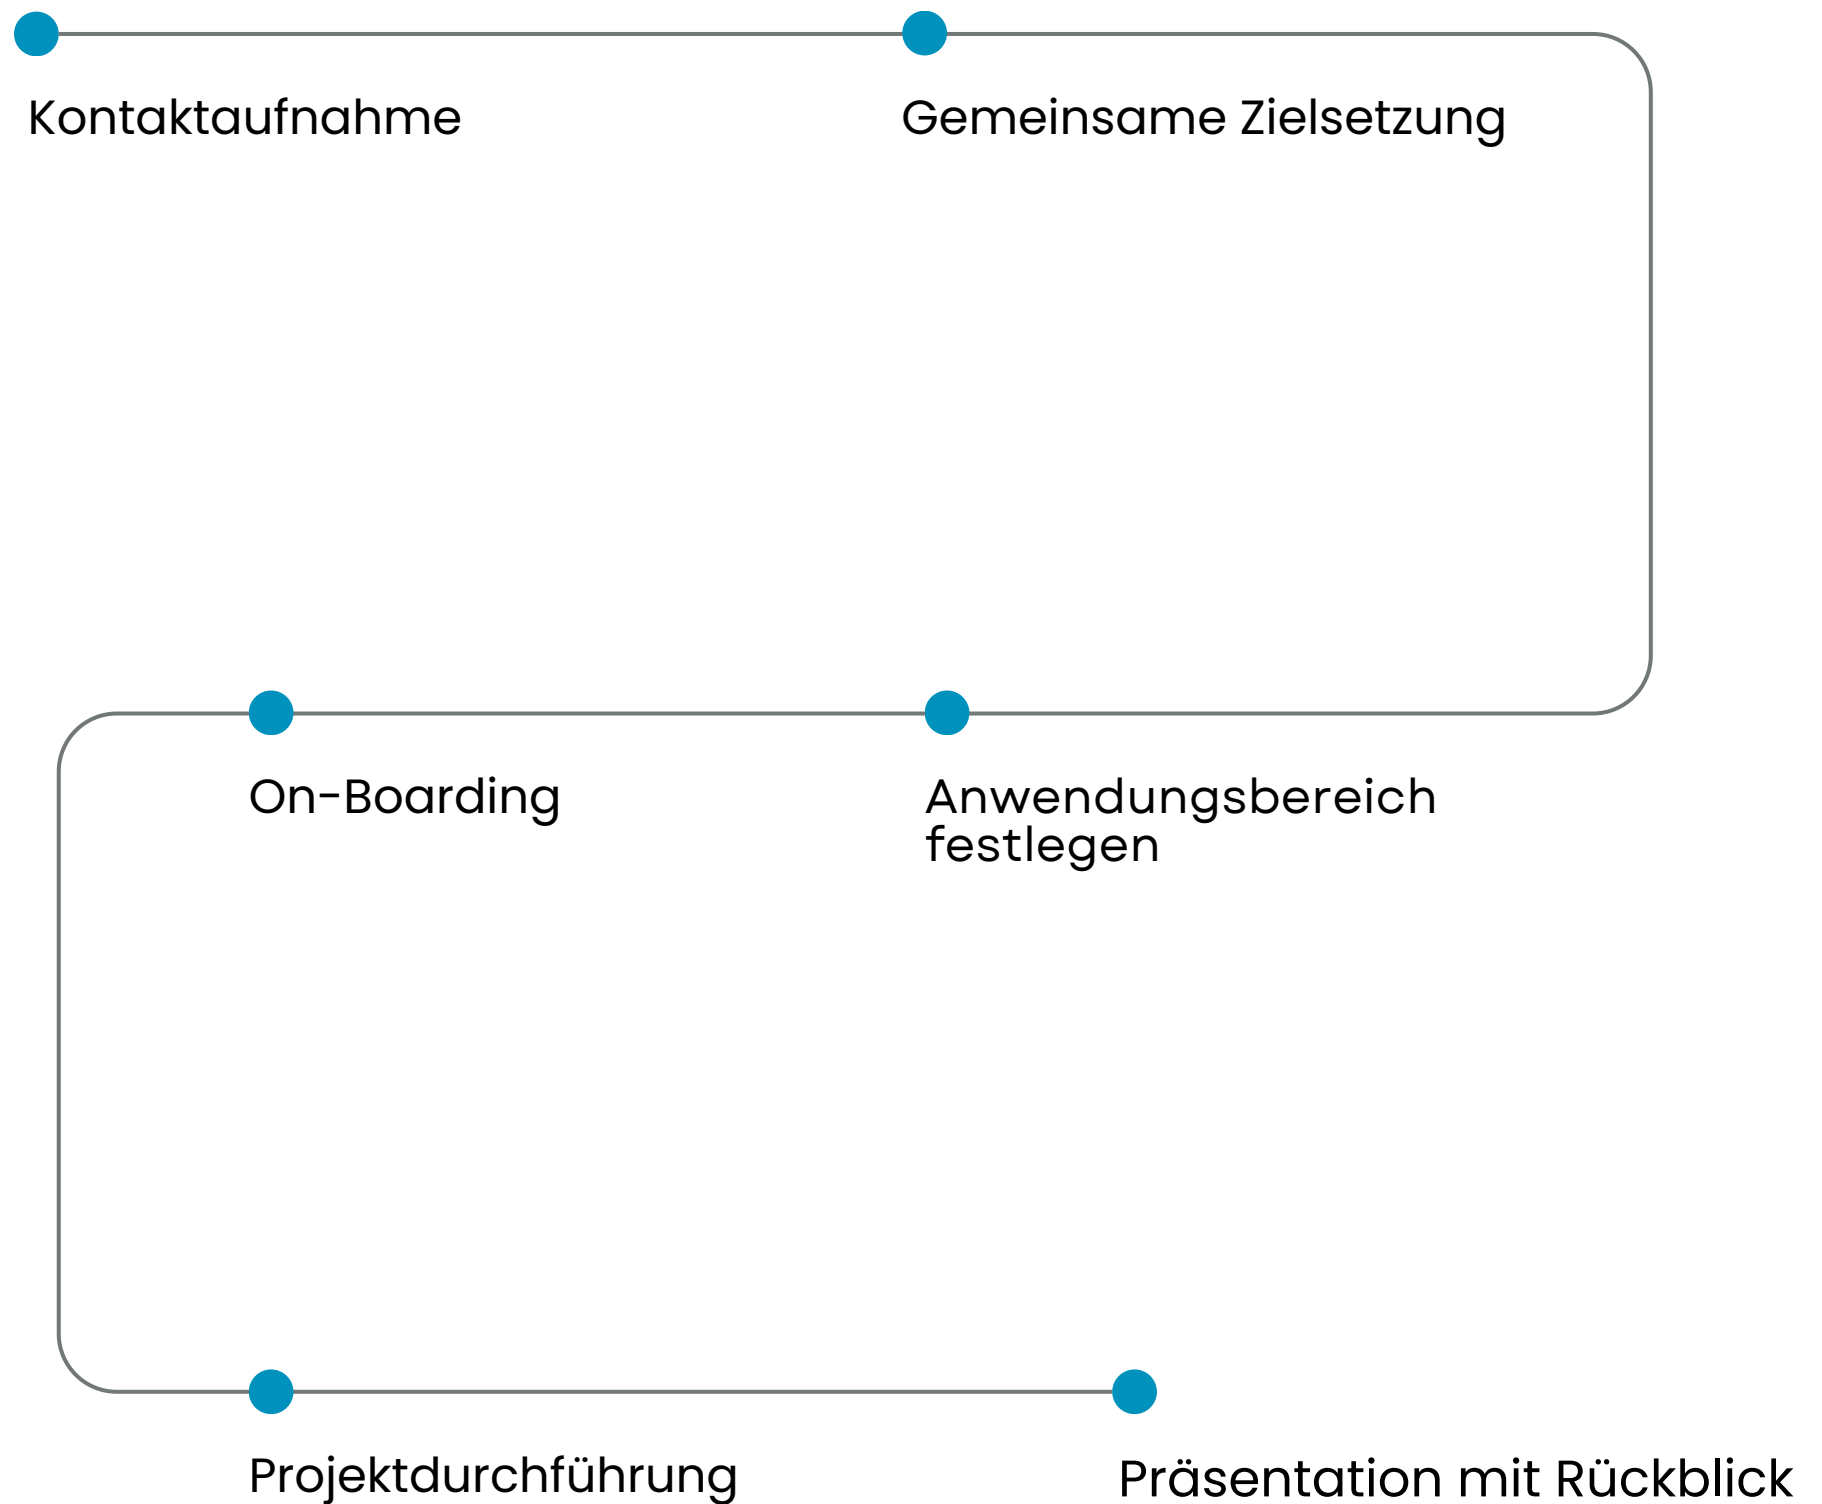 Kontaktaufnahme
Gemeinsame Zielsetzung
On-Boarding
Anwendungsbereich
festlegen
Projektdurchführung
Präsentation mit Rückblick